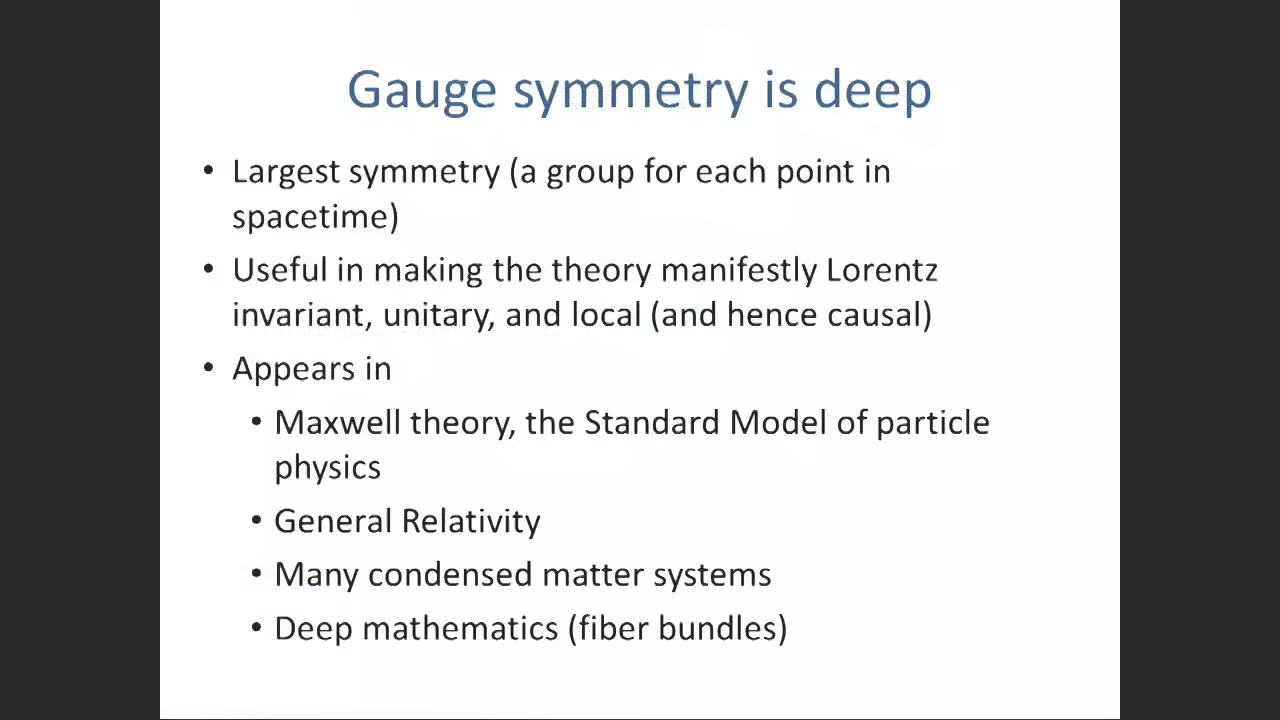 Gauge symmetry is deep
• Largest symmetry (a group for each point in
spacetime)
• Useful in making the theory manifestly Lorentz
invariant, unitary, and local (and hence causal)
• Appears in
• Maxwell theory, the Standard Model of particle
physics
• General Relativity
• Many condensed matter systems
• Deep mathematics (fiber bundles)